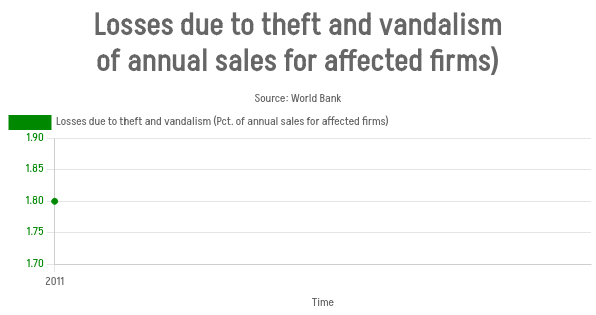 Losses due to theft and vandalism
of annual sales for affected firms)
Source: World Bank
Losses due to theft and vandalism (Pct. of annual sales for affected firms)
1.90
1.85
1.80
1.75
1.70
2011
Time